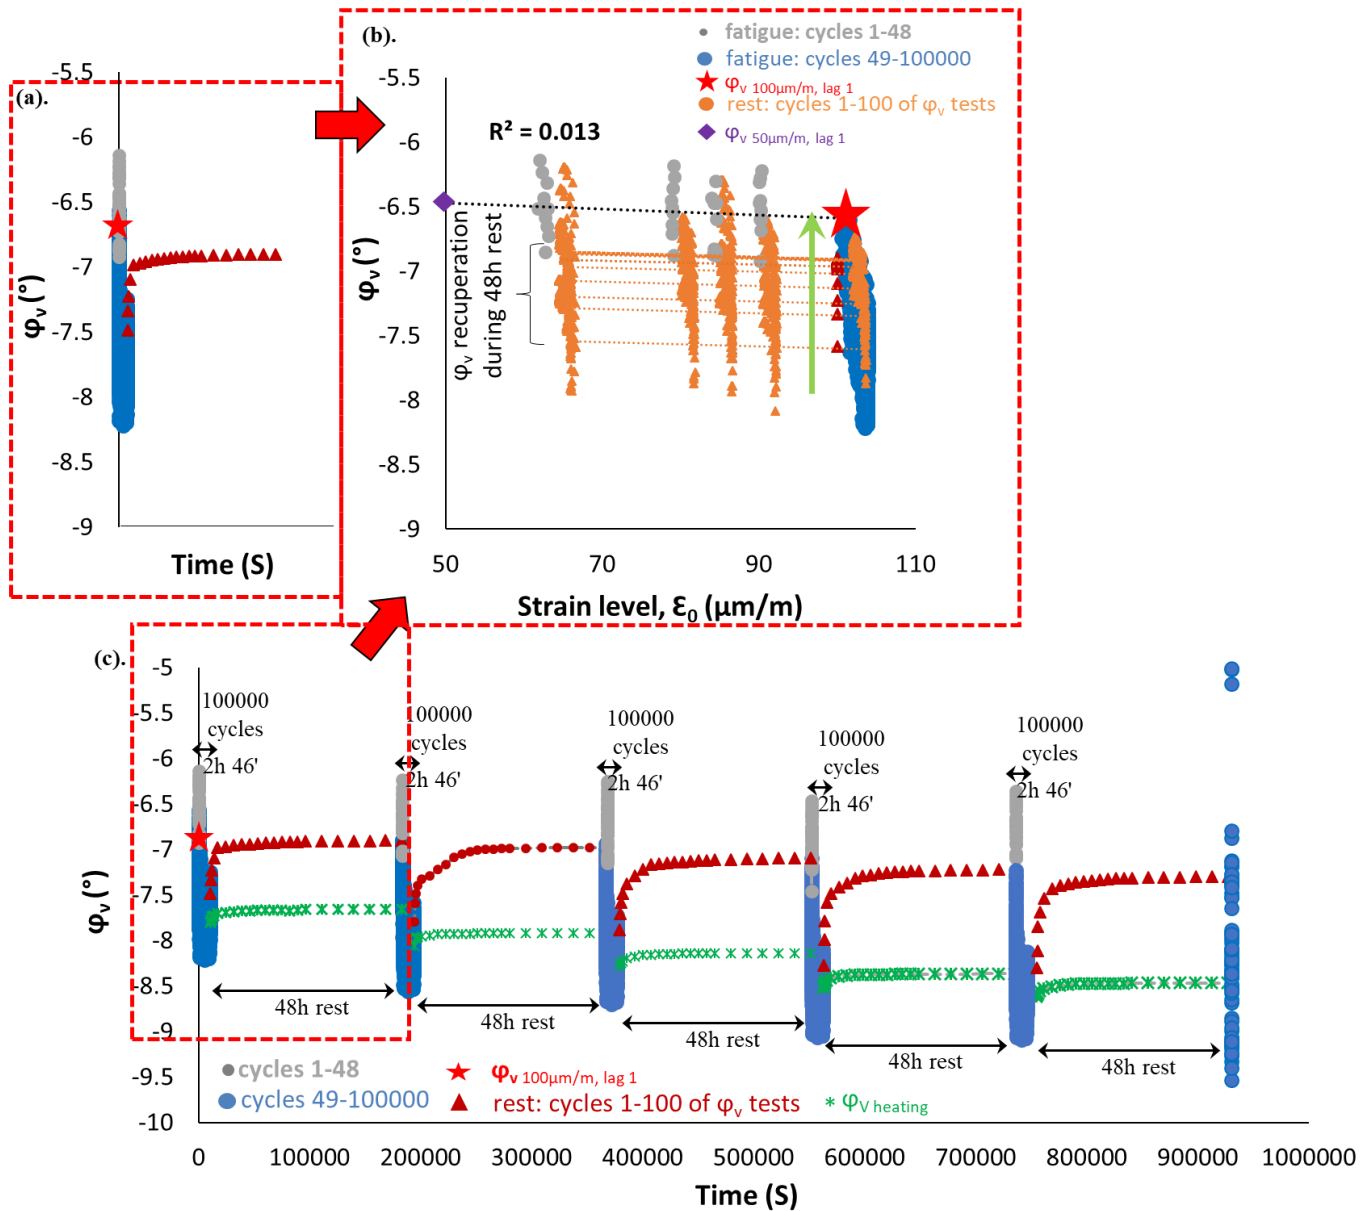 (a).
-5.5
-6
-6.5
-7
-7.5
-8
-8.5
-9
φv (°)
Time (S)
(b).
fatigue: cycles 1-48
fatigue: cycles 49-100000
φv 100µm/m, lag 1
rest: cycles 1-100 of φv tests
φv 50µm/m, lag 1
R² = 0.013
-5.5
-6
-6.5
-7
-7.5
-8
-8.5
-9
φv (°)
φv recuperation
during 48h rest
50
70
90
110
Strain level, Ɛ0 (µm/m)
(c).
-5
-5.5
-6
-6.5
-7
-7.5
-8
-8.5
-9
-9.5
-10
φv (°)
100000
cycles
2h 46'
100000
cycles
2h 46'
100000
cycles
2h 46'
100000
cycles
2h 46'
100000
cycles
2h 46'
48h rest
48h rest
48h rest
48h rest
48h rest
cycles 1-48
φv 100µm/m, lag 1
cycles 49-100000
rest: cycles 1-100 of φv tests
φV heating
0
100000
200000
300000
400000
500000
600000
700000
800000
900000
1000000
Time (S)